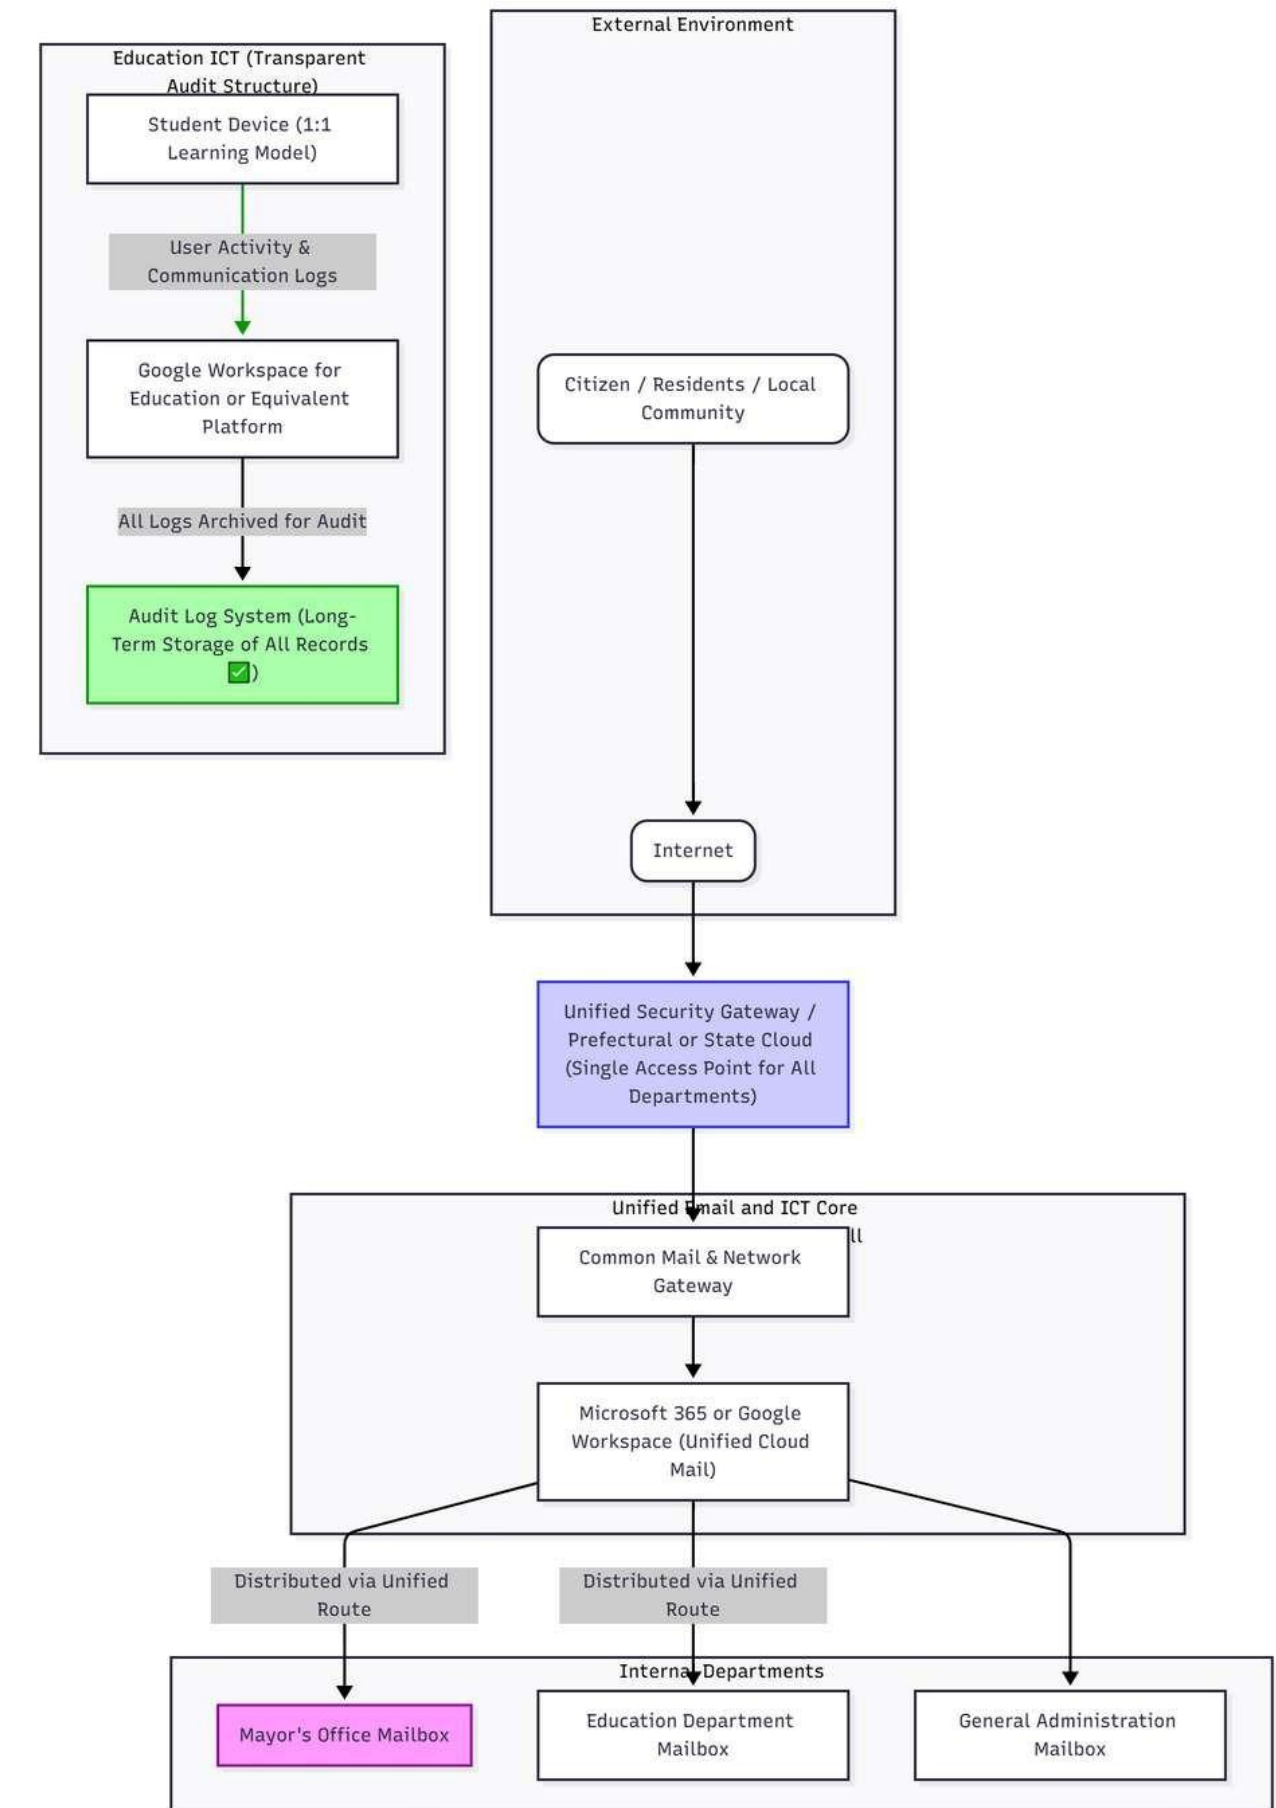 External Environment
Education ICT (Transparent
Audit Structure)
Student Device (1:1
Learning Model)
User Activity &
Communication Logs
Google Workspace for
Education or Equivalent
Platform
Citizen / Residents / Local
Community
All Logs Archived for Audit
Audit Log System (Long-
Term Storage of All Records
✅)
Internet
Unified Security Gateway /
Prefectural or State Cloud
(Single Access Point for All
Departments)
Unified Email and ICT Core
ll
Common Mail & Network
Gateway
Microsoft 365 or Google
Workspace (Unified Cloud
Mail)
Distributed via Unified
Route
Distributed via Unified
Route
Internal Departments
Mayor's Office Mailbox
Education Department
Mailbox
General Administration
Mailbox